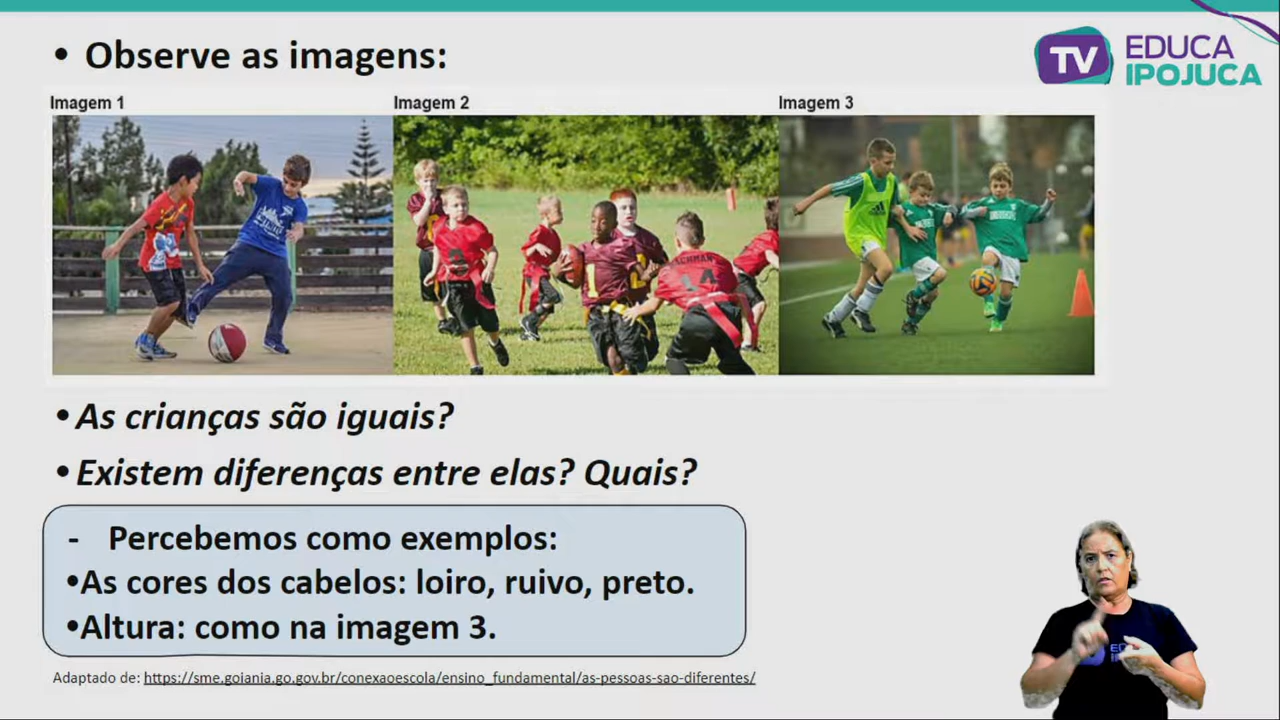 • Observe as imagens:
TV EDUCA
IPOJUCA
Imagem 1 Imagem 2 Imagem 3
•As crianças são iguais?
•Existem diferenças entre elas? Quais?
- Percebemos como exemplos:
•As cores dos cabelos: loiro, ruivo, preto.
•Altura: como na imagem 3.
Adaptado de: https://sme.goiania.go.gov.br/conexaoescola/ensino_fundamental/as-pessoas-sao-diferentes/